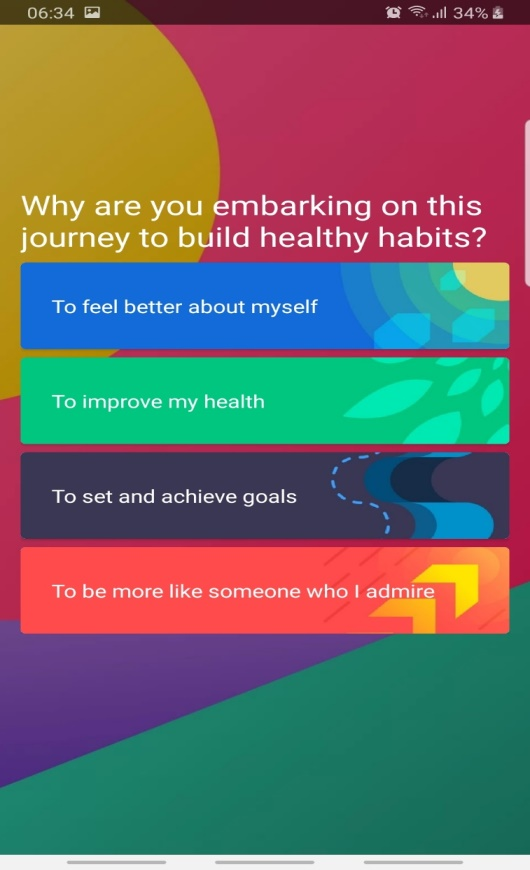 06:34 34%
Why are you embarking on this
journey to build healthy habits?
To feel better about myself
To improve my health
To set and achieve goals
To be more like someone who I admire